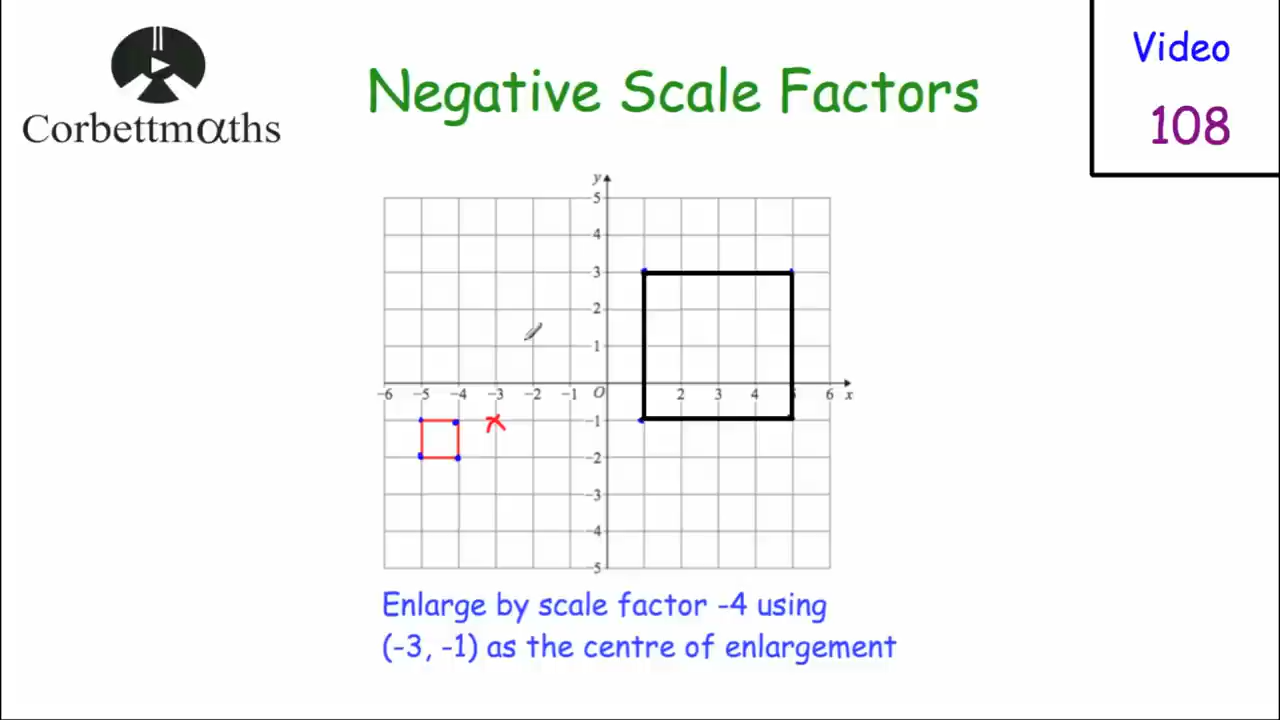 Corbettmαths
Negative Scale Factors
Video
108
y
5
4
3
2
1
-6 -5 -4 -3 -2 -1 O 2 3 4 6 x
-1
-2
-3
-4
-5
Enlarge by scale factor -4 using
(-3, -1) as the centre of enlargement